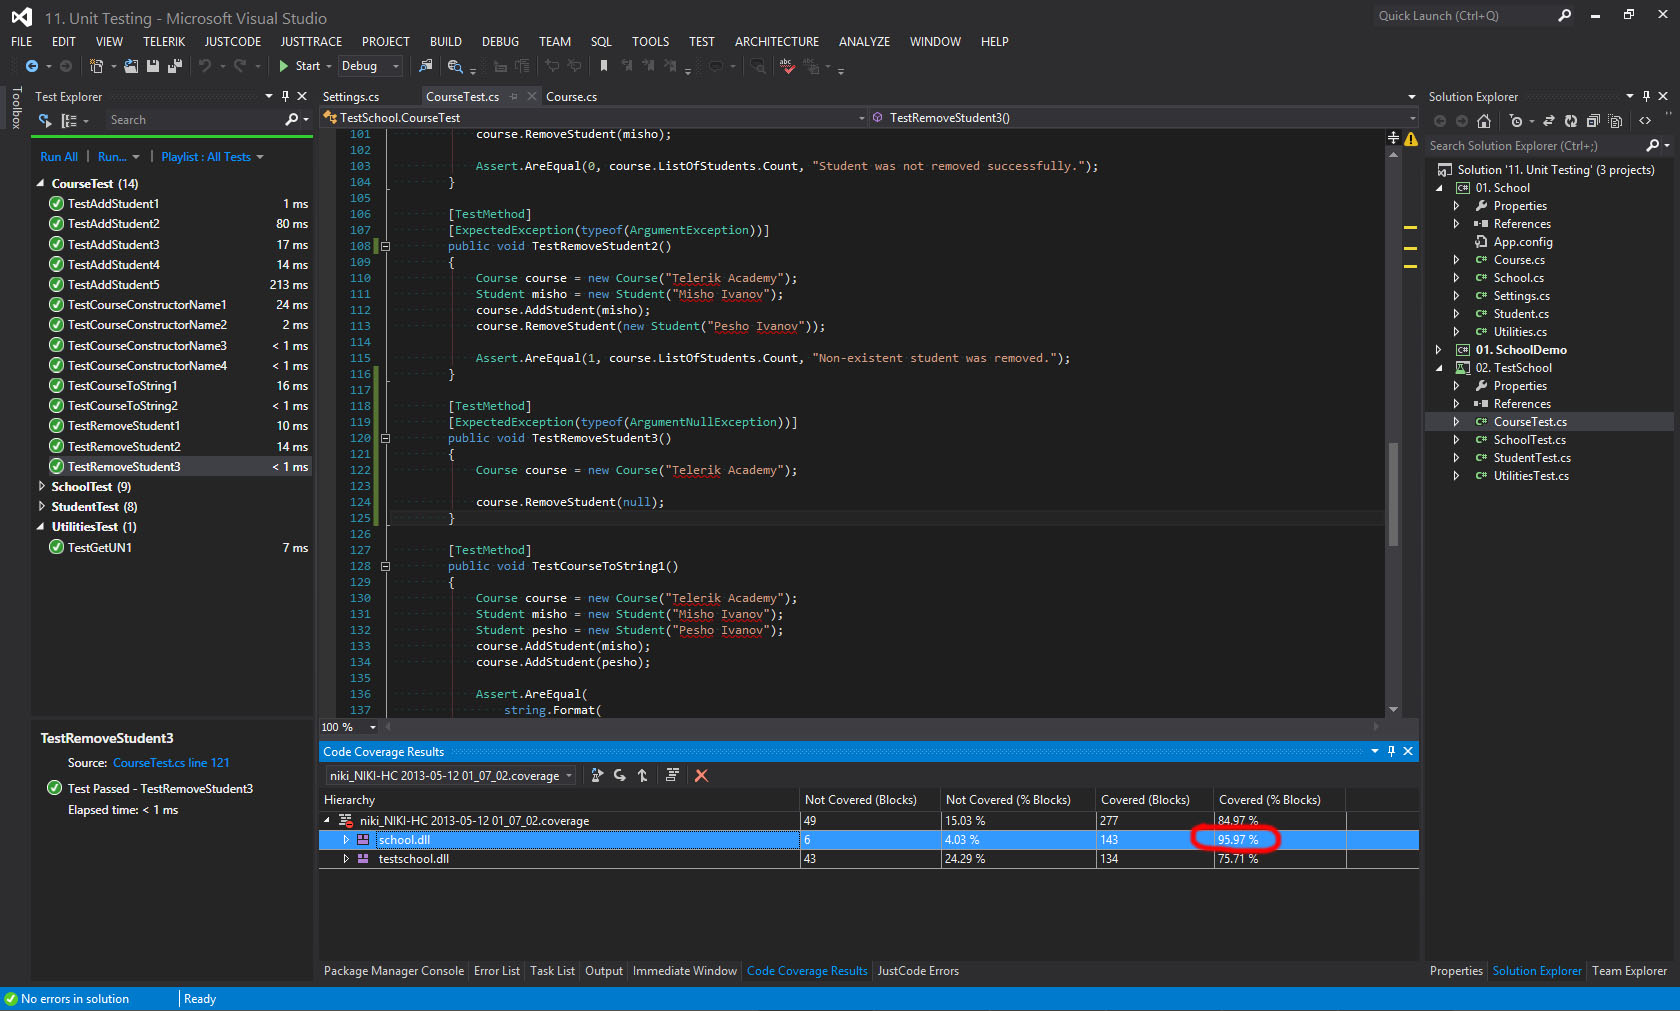 11. Unit Testing - Microsoft Visual Studio
Quick Launch (Ctrl+Q)
FILE EDIT VIEW TELERIK JUSTCODE JUSTTRACE PROJECT BUILD DEBUG TEAM SQL TOOLS TEST ARCHITECTURE ANALYZE WINDOW HELP
Start Debug
Toolbox
Test Explorer
Search
Run All | Run... | Playlist : All Tests
CourseTest (14)
TestAddStudent1 1 ms
TestAddStudent2 80 ms
TestAddStudent3 17 ms
TestAddStudent4 14 ms
TestAddStudent5 213 ms
TestCourseConstructorName1 24 ms
TestCourseConstructorName2 2 ms
TestCourseConstructorName3 < 1 ms
TestCourseConstructorName4 < 1 ms
TestCourseToString1 16 ms
TestCourseToString2 < 1 ms
TestRemoveStudent1 10 ms
TestRemoveStudent2 14 ms
TestRemoveStudent3 < 1 ms
SchoolTest (9)
StudentTest (8)
UtilitiesTest (1)
TestGetUN1 7 ms
TestRemoveStudent3
Source: CourseTest.cs line 121
Test Passed - TestRemoveStudent3
Elapsed time: < 1 ms
Settings.cs CourseTest.cs Course.cs
TestSchool.CourseTest TestRemoveStudent3()
101 course.RemoveStudent(misho);
102
103 Assert.AreEqual(0, course.ListOfStudents.Count, "Student was not removed successfully.");
104 }
105
106 [TestMethod]
107 [ExpectedException(typeof(ArgumentException))]
108 public void TestRemoveStudent2()
109 {
110 Course course = new Course("Telerik Academy");
111 Student misho = new Student("Misho Ivanov");
112 course.AddStudent(misho);
113 course.RemoveStudent(new Student("Pesho Ivanov"));
114
115 Assert.AreEqual(1, course.ListOfStudents.Count, "Non-existent student was removed.");
116 }
117
118 [TestMethod]
119 [ExpectedException(typeof(ArgumentNullException))]
120 public void TestRemoveStudent3()
121 {
122 Course course = new Course("Telerik Academy");
123
124 course.RemoveStudent(null);
125 }
126
127 [TestMethod]
128 public void TestCourseToString1()
129 {
130 Course course = new Course("Telerik Academy");
131 Student misho = new Student("Misho Ivanov");
132 Student pesho = new Student("Pesho Ivanov");
133 course.AddStudent(misho);
134 course.AddStudent(pesho);
135
136 Assert.AreEqual(
137 string.Format(
100 %
Code Coverage Results
niki_NIKI-HC 2013-05-12 01_07_02.coverage
Hierarchy Not Covered (Blocks) Not Covered (% Blocks) Covered (Blocks) Covered (% Blocks)
niki_NIKI-HC 2013-05-12 01_07_02.coverage 49 15.03 % 277 84.97 %
school.dll 6 4.03 % 143 95.97 %
testschool.dll 43 24.29 % 134 75.71 %
Package Manager Console Error List Task List Output Immediate Window Code Coverage Results JustCode Errors
Solution Explorer
Search Solution Explorer (Ctrl+;)
Solution '11. Unit Testing' (3 projects)
01. School
Properties
References
App.config
C# Course.cs
C# School.cs
C# Settings.cs
C# Student.cs
C# Utilities.cs
01. SchoolDemo
02. TestSchool
Properties
References
C# CourseTest.cs
C# SchoolTest.cs
C# StudentTest.cs
C# UtilitiesTest.cs
Properties Solution Explorer Team Explorer
No errors in solution Ready